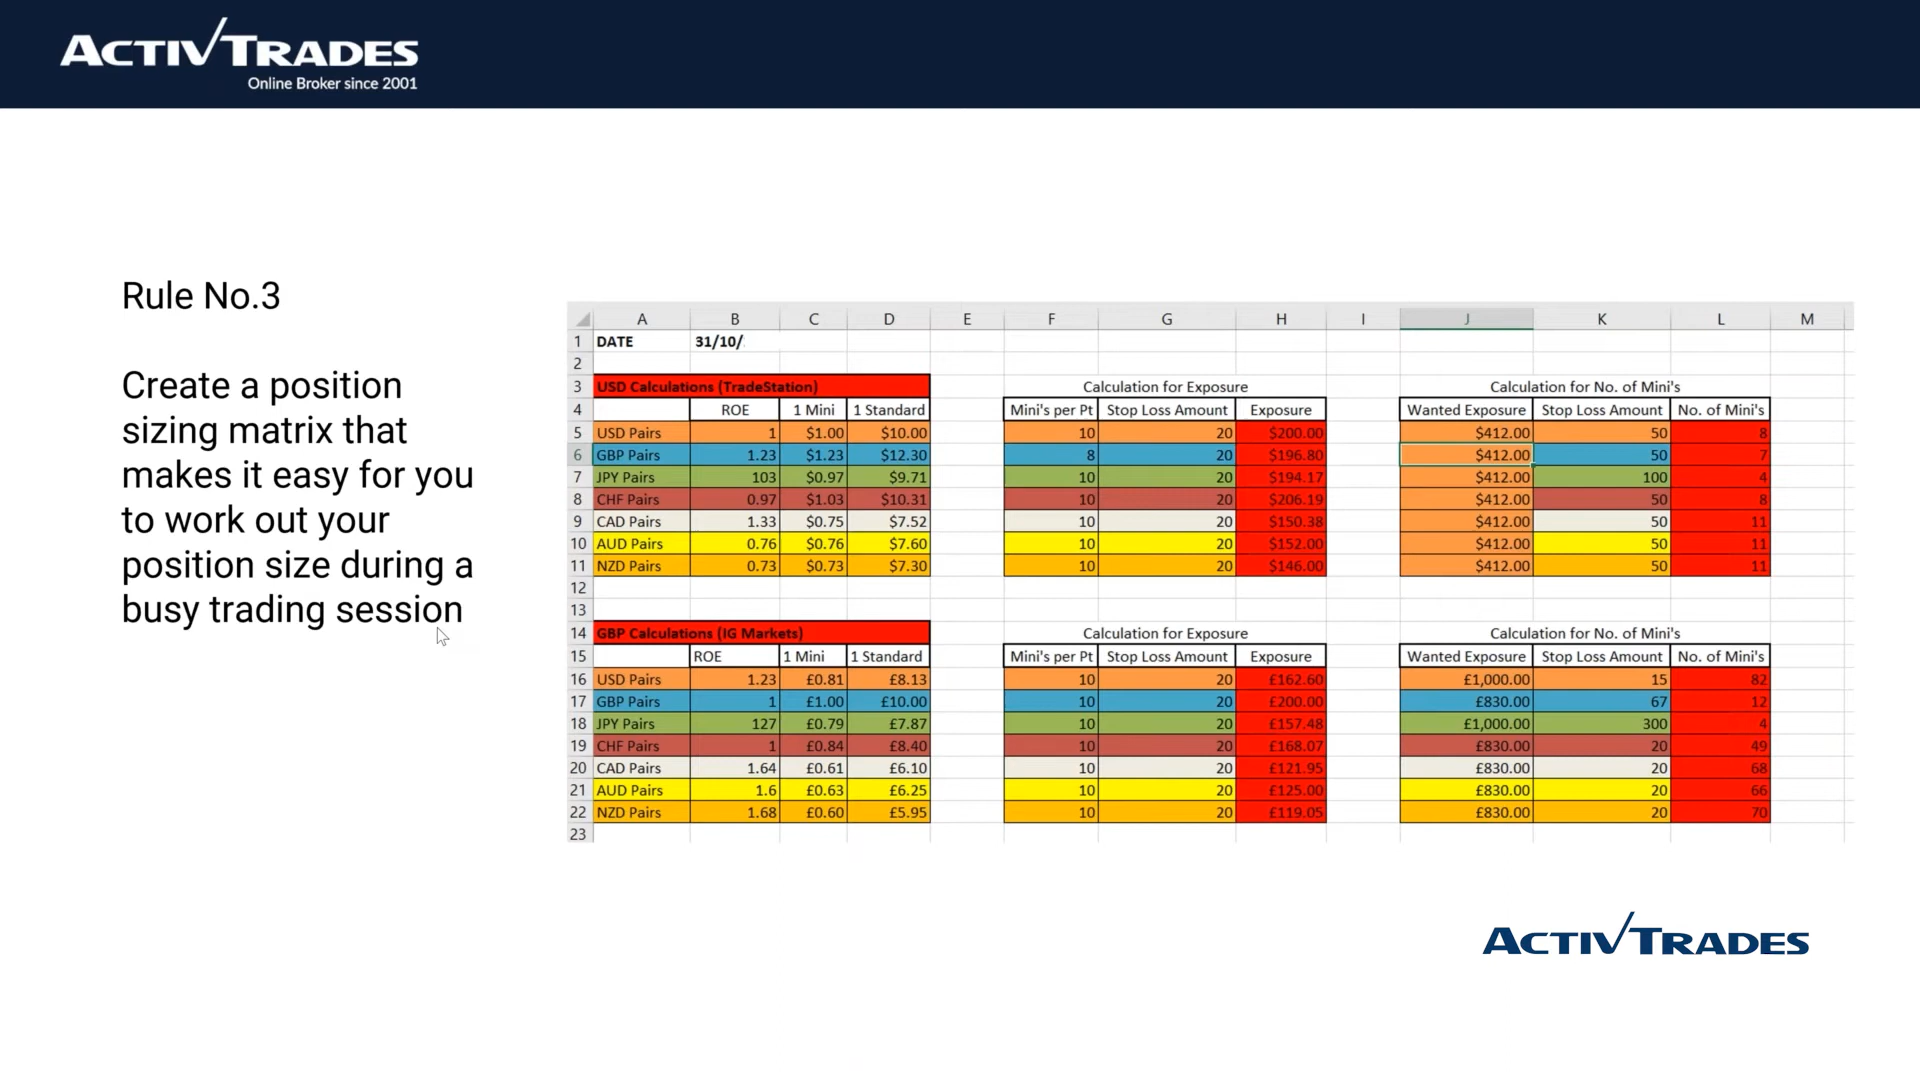 ACTIVTRADES
Online Broker since 2001
Rule No.3
Create a position
sizing matrix that
makes it easy for you
to work out your
position size during a
busy trading session
A B C D E F G H I J K L M
1 DATE 31/10/
2
3 USD Calculations (TradeStation) Calculation for Exposure Calculation for No. of Mini's
4 ROE 1 Mini 1 Standard Mini's per Pt Stop Loss Amount Exposure Wanted Exposure Stop Loss Amount No. of Mini's
5 USD Pairs 1 $1.00 $10.00 10 20 $200.00 $412.00 50 8
6 GBP Pairs 1.23 $1.23 $12.30 8 20 $196.80 $412.00 50 7
7 JPY Pairs 103 $0.97 $9.71 10 20 $194.17 $412.00 100 4
8 CHF Pairs 0.97 $1.03 $10.31 10 20 $206.19 $412.00 50 8
9 CAD Pairs 1.33 $0.75 $7.52 10 20 $150.38 $412.00 50 11
10 AUD Pairs 0.76 $0.76 $7.60 10 20 $152.00 $412.00 50 11
11 NZD Pairs 0.73 $0.73 $7.30 10 20 $146.00 $412.00 50 11
12
13
14 GBP Calculations (IG Markets) Calculation for Exposure Calculation for No. of Mini's
15 ROE 1 Mini 1 Standard Mini's per Pt Stop Loss Amount Exposure Wanted Exposure Stop Loss Amount No. of Mini's
16 USD Pairs 1.23 £0.81 £8.13 10 20 £162.60 £1,000.00 15 82
17 GBP Pairs 1 £1.00 £10.00 10 20 £200.00 £830.00 67 12
18 JPY Pairs 127 £0.79 £7.87 10 20 £157.48 £1,000.00 300 4
19 CHF Pairs 1 £0.84 £8.40 10 20 £168.07 £830.00 20 49
20 CAD Pairs 1.64 £0.61 £6.10 10 20 £121.95 £830.00 20 68
21 AUD Pairs 1.6 £0.63 £6.25 10 20 £125.00 £830.00 20 66
22 NZD Pairs 1.68 £0.60 £5.95 10 20 £119.05 £830.00 20 70
23
ACTIVTRADES